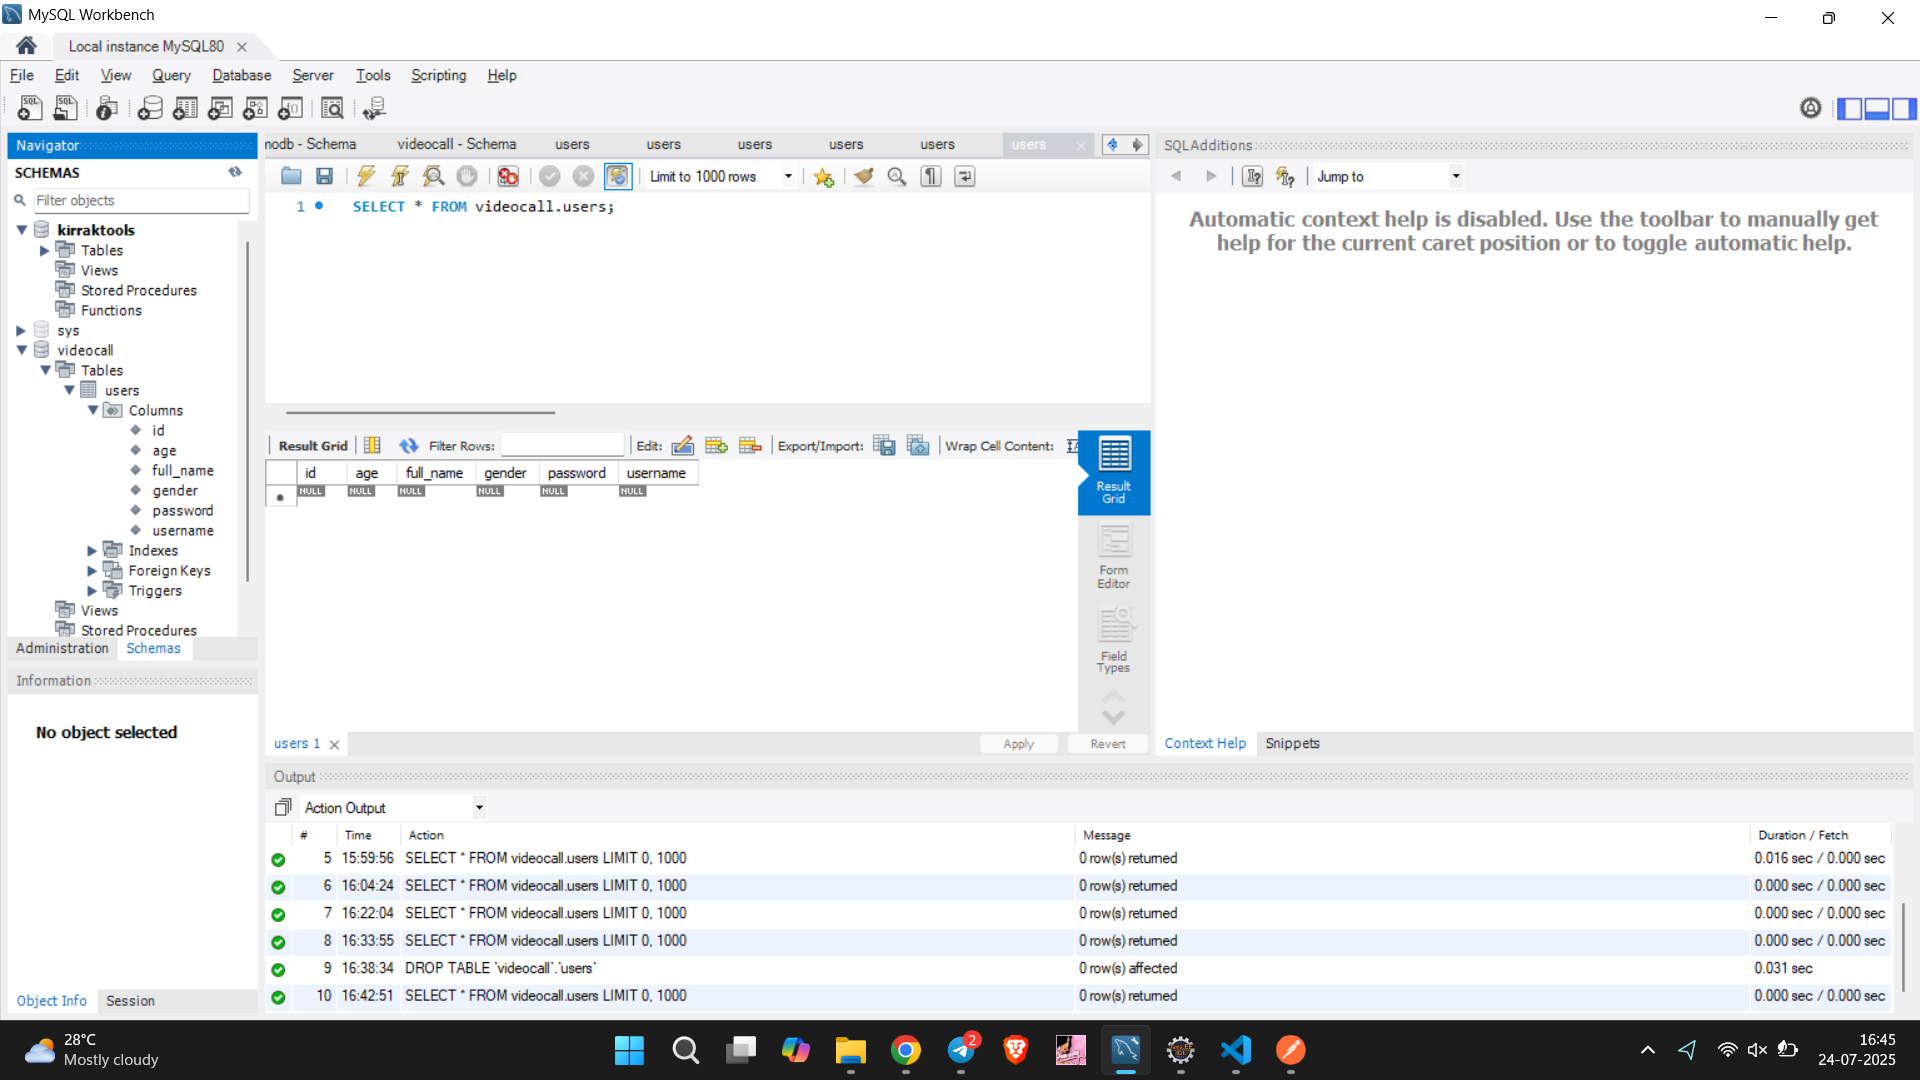 MySQL Workbench
Local instance MySQL80
File Edit View Query Database Server Tools Scripting Help
Navigator
SCHEMAS
Filter objects
kirraktools
Tables
Views
Stored Procedures
Functions
sys
videocall
Tables
users
Columns
id
age
full_name
gender
password
username
Indexes
Foreign Keys
Triggers
Views
Stored Procedures
Administration Schemas
Information
No object selected
Object Info Session
modb - Schema videocall - Schema users users users users users users
Limit to 1000 rows
1 SELECT * FROM videocall.users;
Result Grid Filter Rows: Edit: Export/Import: Wrap Cell Content:
id age full_name gender password username
NULL NULL NULL NULL NULL NULL
Result Grid
Form Editor
Field Types
users 1 Apply Revert
SQLAdditions
Jump to
Automatic context help is disabled. Use the toolbar to manually get
help for the current caret position or to toggle automatic help.
Context Help Snippets
Output
Action Output
# Time Action Message Duration / Fetch
5 15:59:56 SELECT * FROM videocall.users LIMIT 0, 1000 0 row(s) returned 0.016 sec / 0.000 sec
6 16:04:24 SELECT * FROM videocall.users LIMIT 0, 1000 0 row(s) returned 0.000 sec / 0.000 sec
7 16:22:04 SELECT * FROM videocall.users LIMIT 0, 1000 0 row(s) returned 0.000 sec / 0.000 sec
8 16:33:55 SELECT * FROM videocall.users LIMIT 0, 1000 0 row(s) returned 0.000 sec / 0.000 sec
9 16:38:34 DROP TABLE `videocall`.`users` 0 row(s) affected 0.031 sec
10 16:42:51 SELECT * FROM videocall.users LIMIT 0, 1000 0 row(s) returned 0.000 sec / 0.000 sec
28°C
Mostly cloudy
2
16:45
24-07-2025